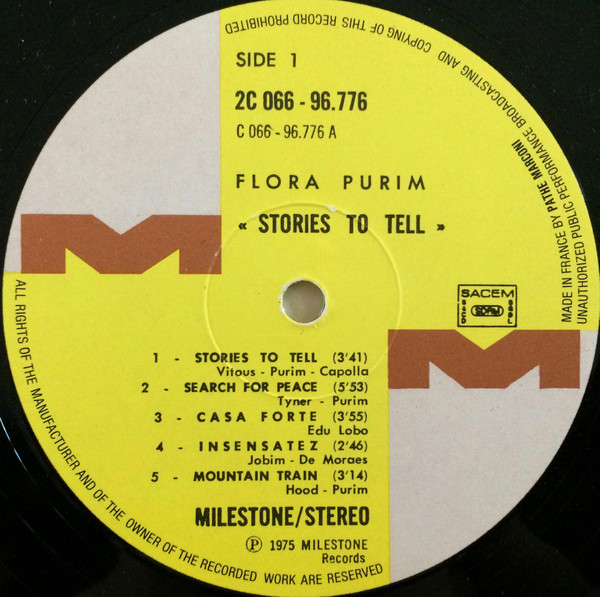 SIDE 1
2C 066 - 96.776
C 066 - 96.776 A
FLORA PURIM
« STORIES TO TELL »
SACEM
SACD SDRM SGDL
1 - STORIES TO TELL (3'41)
Vitous - Purim - Capolla
2 - SEARCH FOR PEACE (5'53)
Tyner - Purim
3 - CASA FORTE (3'55)
Edu Lobo
4 - INSENSATEZ (2'46)
Jobim - De Moraes
5 - MOUNTAIN TRAIN (3'14)
Hood - Purim
MILESTONE/STEREO
℗ 1975 MILESTONE
Records
ALL RIGHTS OF THE MANUFACTURER AND OF THE OWNER OF THE RECORDED WORK ARE RESERVED
MADE IN FRANCE BY PATHE MARCONI
UNAUTHORIZED PUBLIC PERFORMANCE BROADCASTING AND COPYING OF THIS RECORD PROHIBITED